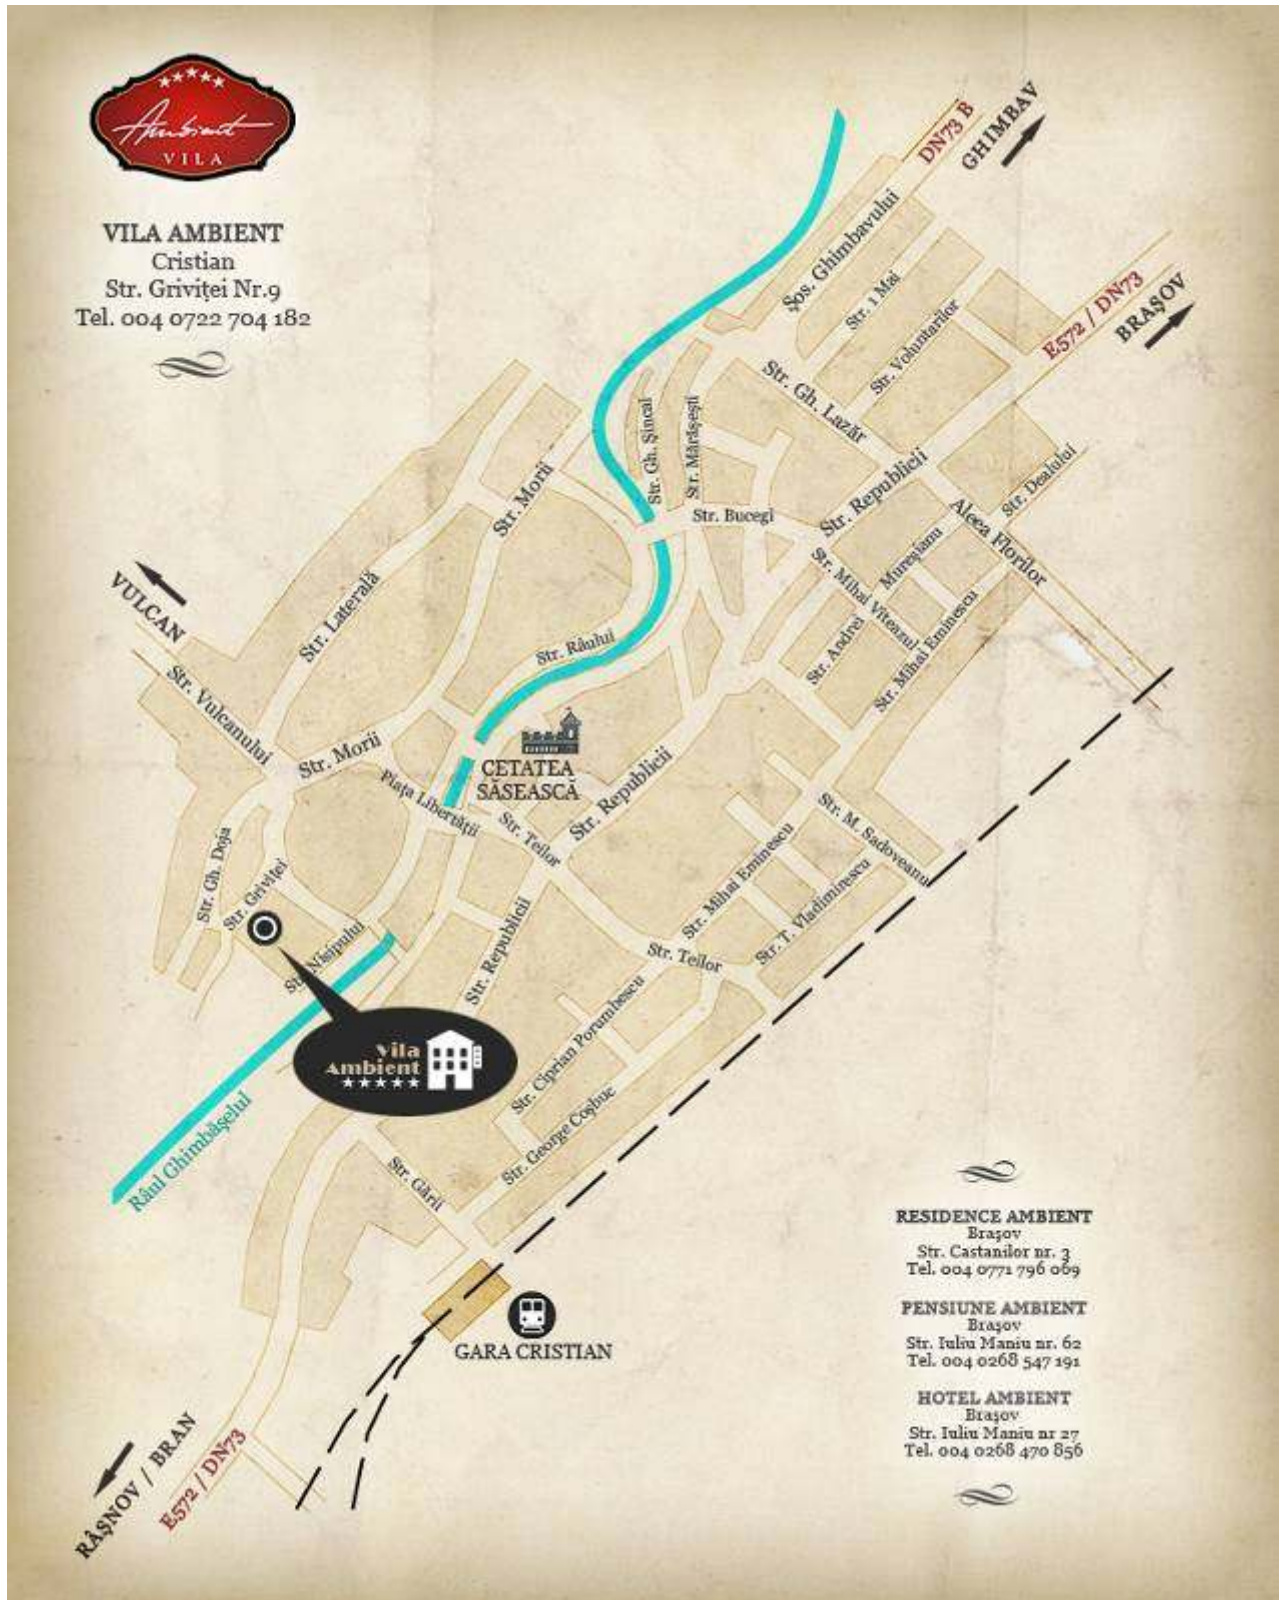 Ambient
VILA
VILA AMBIENT
Cristian
Str. Griviței Nr.9
Tel. 004 0722 704 182
DN73 B
GHIMBAV
Șos. Ghimbavului
Str. 1 Mai
Str. Voluntarilor
E572 / DN73
BRAȘOV
Str. Gh. Lazăr
Str. Gh. Șincai
Str. Mărășești
Str. Morii
Str. Bucegi
Str. Republicii
Str. Dealului
Aleea Florilor
Str. Mihai Viteazul
Str. Andrei Mureșianu
Str. Mihai Eminescu
VULCAN
Str. Laterală
Str. Râului
Str. Vulcanului
Str. Morii
CETATEA
SĂSEASCĂ
Piața Libertății
Str. Teilor
Str. Republicii
Str. M. Sadoveanu
Str. Mihai Eminescu
Str. T. Vladimirescu
Str. Gh. Doja
Str. Griviței
Str. Nisipului
Str. Republicii
Str. Teilor
Vila
Ambient
Str. Ciprian Porumbescu
Str. George Coșbuc
Râul Ghimbășelul
Str. Gării
GARA CRISTIAN
RÂȘNOV / BRAN
E572 / DN73
RESIDENCE AMBIENT
Brașov
Str. Castanilor nr. 3
Tel. 004 0771 796 069
PENSIUNE AMBIENT
Brașov
Str. Iuliu Maniu nr. 62
Tel. 004 0268 547 191
HOTEL AMBIENT
Brașov
Str. Iuliu Maniu nr 27
Tel. 004 0268 470 856